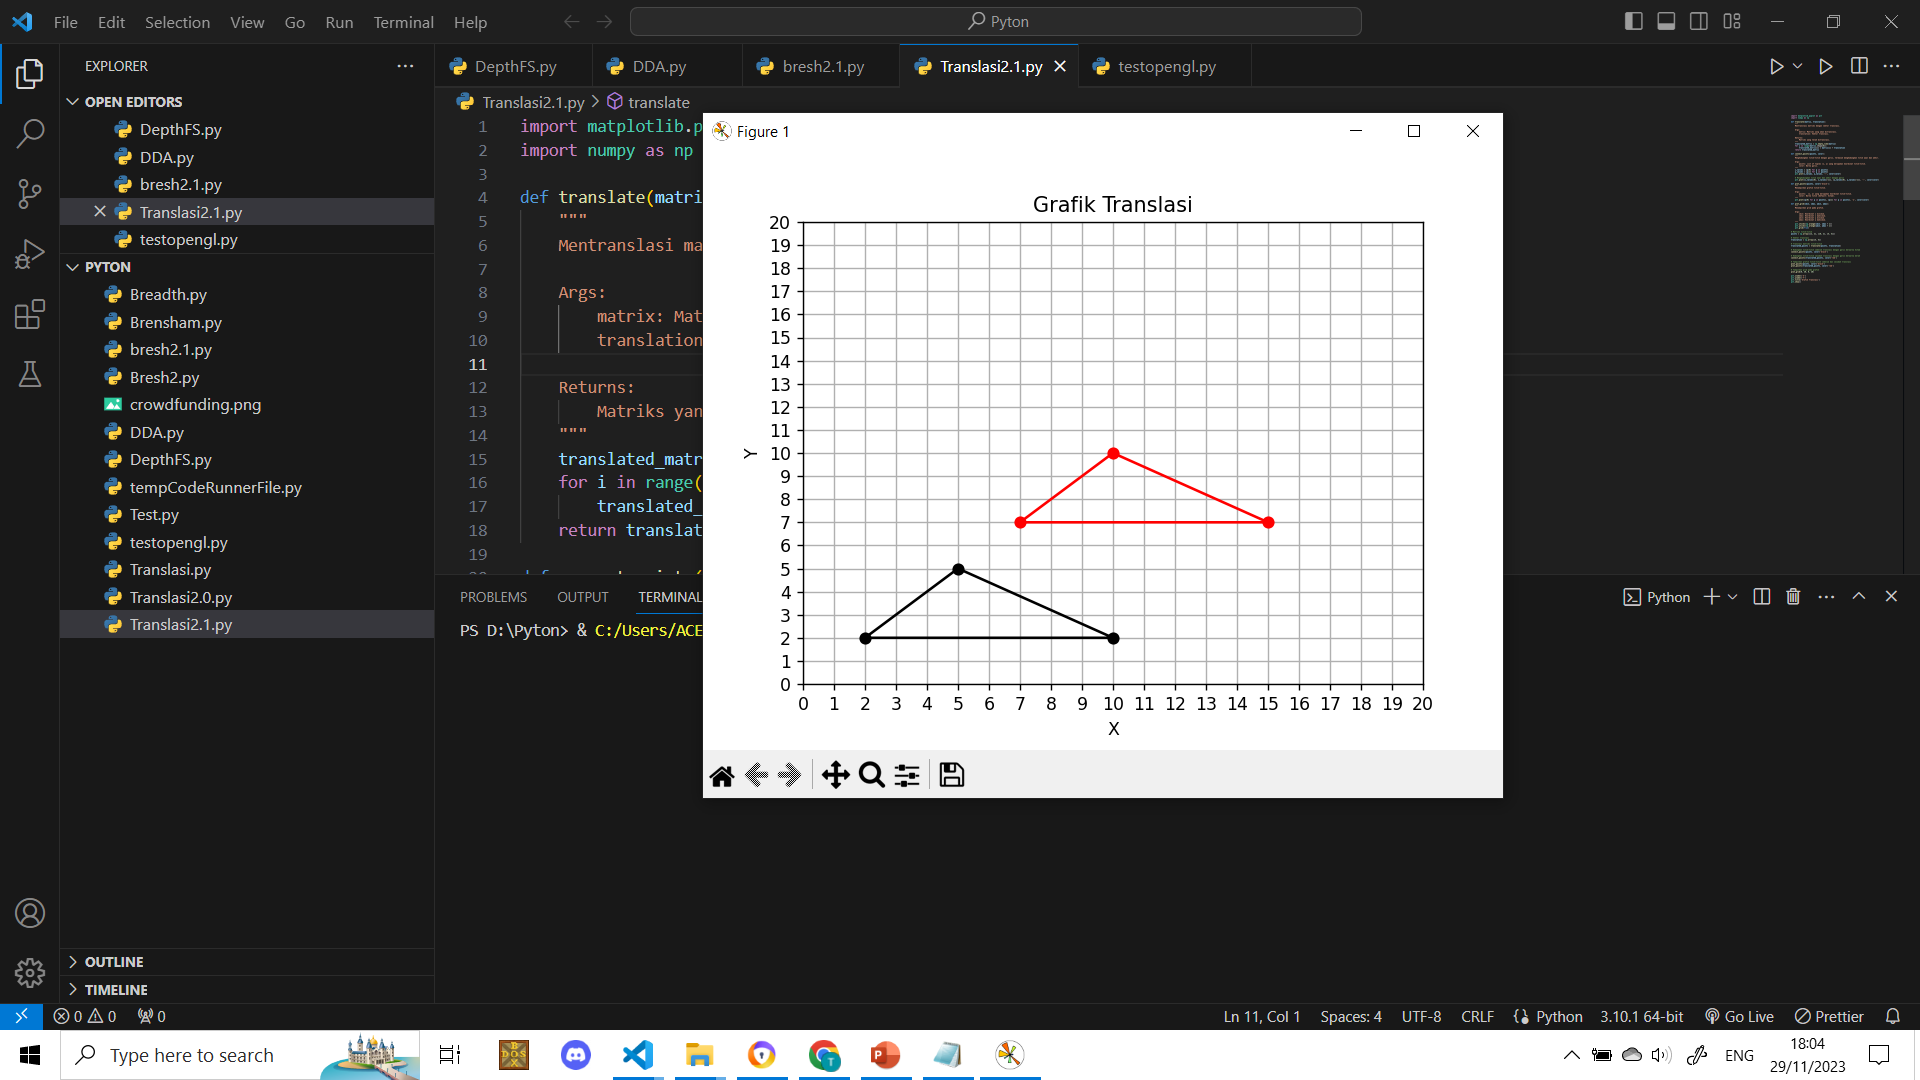 File Edit Selection View Go Run Terminal Help
Pyton
EXPLORER
OPEN EDITORS
DepthFS.py
DDA.py
bresh2.1.py
Translasi2.1.py
testopengl.py
PYTON
Breadth.py
Brensham.py
bresh2.1.py
Bresh2.py
crowdfunding.png
DDA.py
DepthFS.py
tempCodeRunnerFile.py
Test.py
testopengl.py
Translasi.py
Translasi2.0.py
Translasi2.1.py
OUTLINE
TIMELINE
DepthFS.py DDA.py bresh2.1.py Translasi2.1.py testopengl.py
Translasi2.1.py > translate
1 import matplotlib.p
2 import numpy as np
3
4 def translate(matri
5 """
6 Mentranslasi ma
7
8 Args:
9 matrix: Mat
10 translation
11
12 Returns:
13 Matriks yan
14 """
15 translated_matr
16 for i in range(
17 translated_
18 return translat
19
PROBLEMS OUTPUT TERMINAL
Python
PS D:\Pyton> & C:/Users/ACE
Figure 1
Grafik Translasi
20
19
18
17
16
15
14
13
12
11
10
9
8
7
6
5
4
3
2
1
0
Y
0 1 2 3 4 5 6 7 8 9 10 11 12 13 14 15 16 17 18 19 20
X
0 0 0
Ln 11, Col 1 Spaces: 4 UTF-8 CRLF Python 3.10.1 64-bit Go Live Prettier
Type here to search
ENG
18:04
29/11/2023